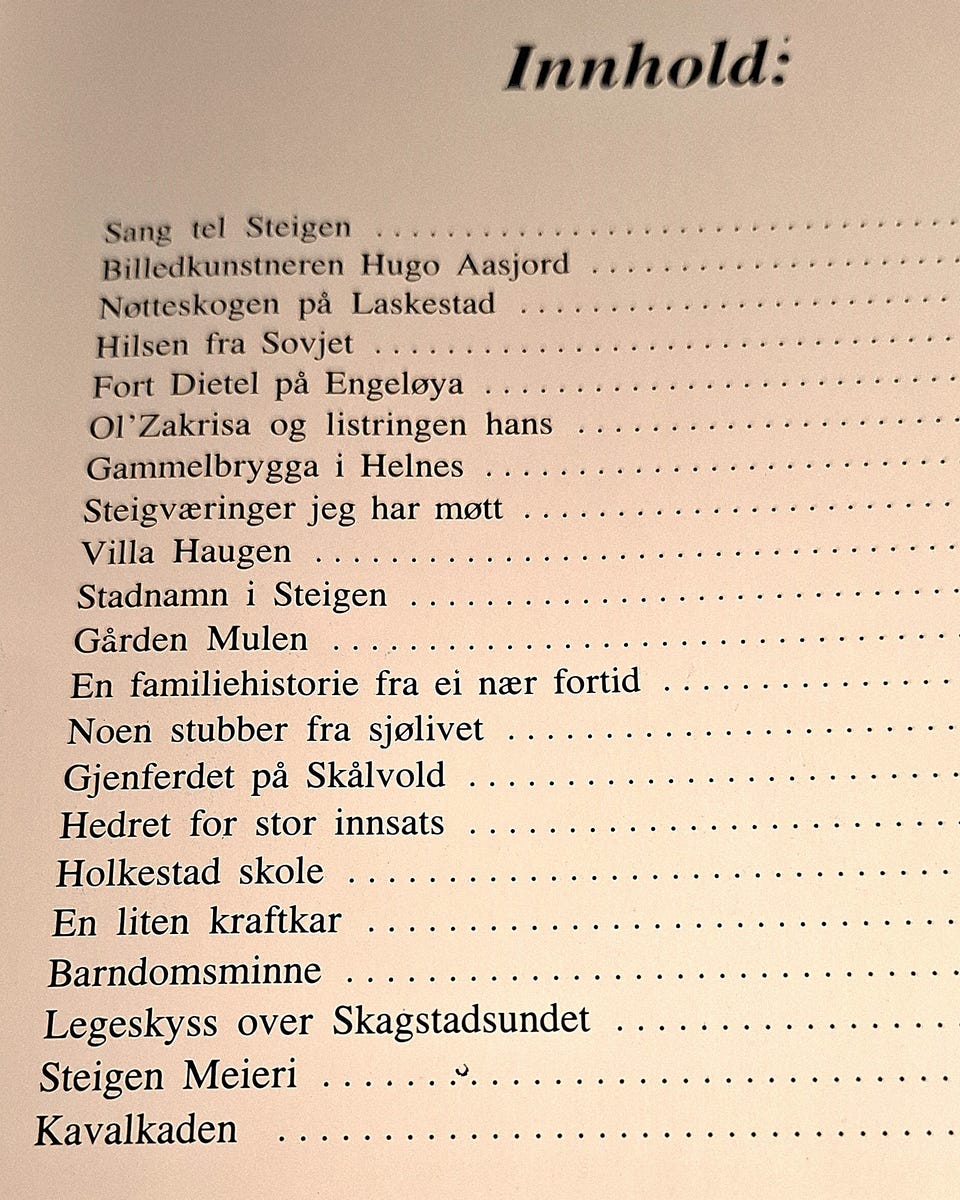 Innhold:
Sang tel Steigen . . . . . . . . . . . . . . . . . . . . . . . . . . . . . . . .
Billedkunstneren Hugo Aasjord . . . . . . . . . . . . . . . . . . . .
Nøtteskogen på Laskestad . . . . . . . . . . . . . . . . . . . . . . .
Hilsen fra Sovjet . . . . . . . . . . . . . . . . . . . . . . . . . . . . . . .
Fort Dietel på Engeløya . . . . . . . . . . . . . . . . . . . . . . . . .
Ol'Zakrisa og listringen hans . . . . . . . . . . . . . . . . . . . .
Gammelbrygga i Helnes . . . . . . . . . . . . . . . . . . . . . . . .
Steigværinger jeg har møtt . . . . . . . . . . . . . . . . . . . . . .
Villa Haugen . . . . . . . . . . . . . . . . . . . . . . . . . . . . . . . .
Stadnamn i Steigen . . . . . . . . . . . . . . . . . . . . . . . . . . .
Gården Mulen . . . . . . . . . . . . . . . . . . . . . . . . . . . . . .
En familiehistorie fra ei nær fortid . . . . . . . . . . . . . .
Noen stubber fra sjølivet . . . . . . . . . . . . . . . . . . . . .
Gjenferdet på Skålvold . . . . . . . . . . . . . . . . . . . . . . .
Hedret for stor innsats . . . . . . . . . . . . . . . . . . . . . . .
Holkestad skole . . . . . . . . . . . . . . . . . . . . . . . . . . . .
En liten kraftkar . . . . . . . . . . . . . . . . . . . . . . . . . . .
Barndomsminne . . . . . . . . . . . . . . . . . . . . . . . . . . .
Legeskyss over Skagstadsundet . . . . . . . . . . . . . . .
Steigen Meieri . . . . . . . . . . . . . . . . . . . . . . . . . . . .
Kavalkaden . . . . . . . . . . . . . . . . . . . . . . . . . . . . . .